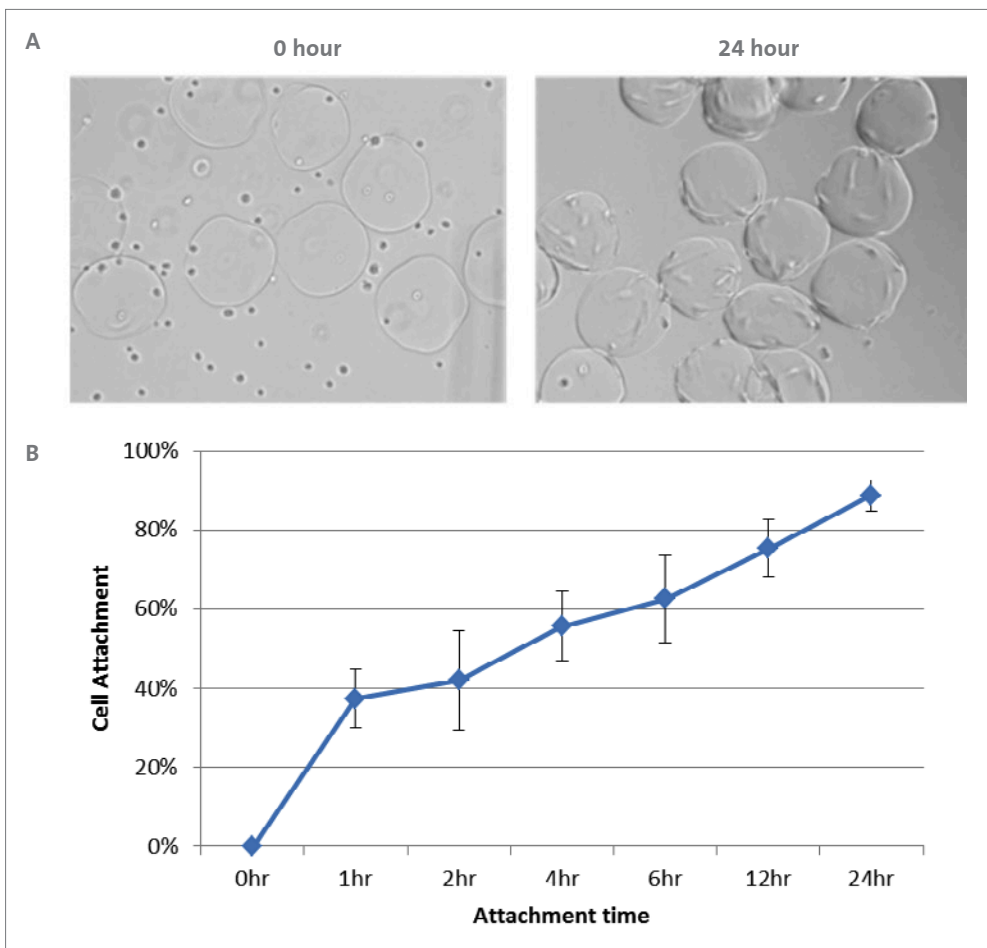 A
0 hour
24 hour
B
100%
80%
60%
40%
20%
0%
Cell Attachment
0hr
1hr
2hr
4hr
6hr
12hr
24hr
Attachment time